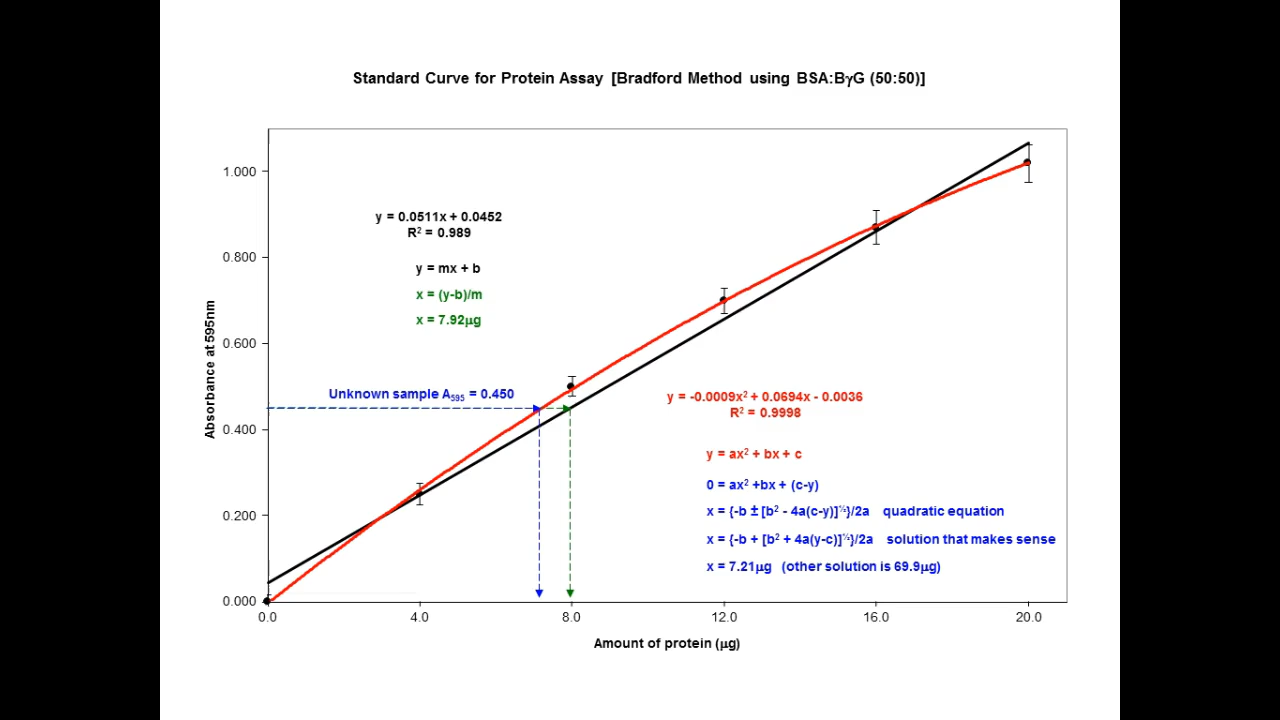 Standard Curve for Protein Assay [Bradford Method using BSA:BγG (50:50)]
1.000
0.800
0.600
0.400
0.200
0.000
Absorbance at 595nm
y = 0.0511x + 0.0452
R² = 0.989
y = mx + b
x = (y-b)/m
x = 7.92µg
Unknown sample A₅₉₅ = 0.450
y = -0.0009x² + 0.0694x - 0.0036
R² = 0.9998
y = ax² + bx + c
0 = ax² +bx + (c-y)
x = {-b ± [b² - 4a(c-y)]^½}/2a quadratic equation
x = {-b + [b² + 4a(y-c)]^½}/2a solution that makes sense
x = 7.21µg (other solution is 69.9µg)
0.0 4.0 8.0 12.0 16.0 20.0
Amount of protein (µg)